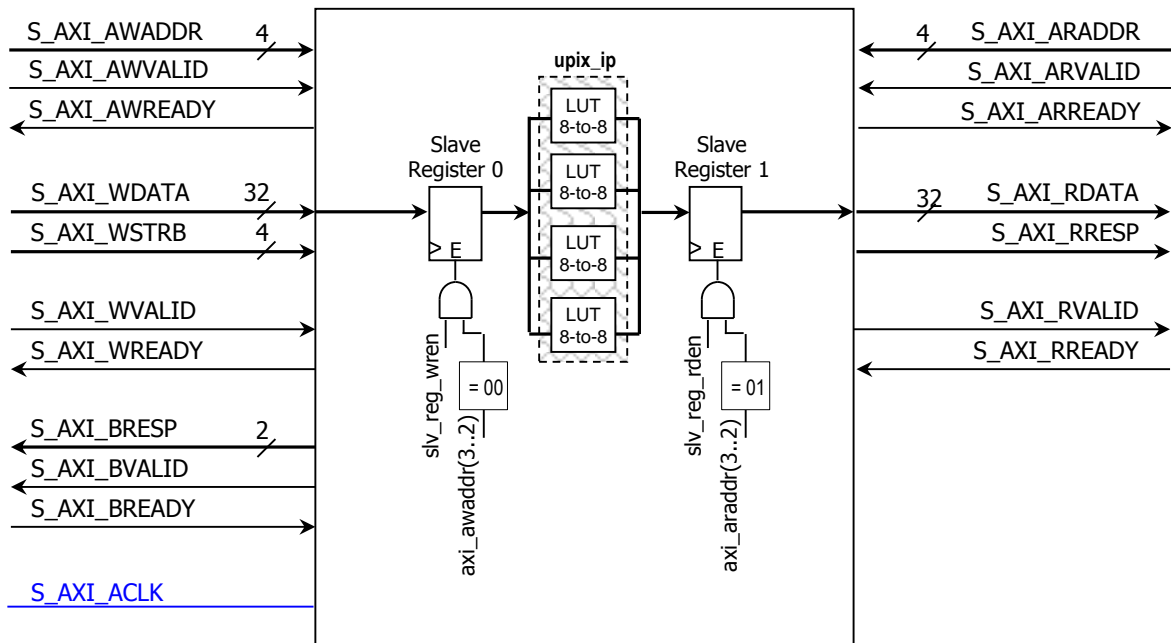 S_AXI_AWADDR 4
S_AXI_AWVALID
S_AXI_AWREADY
S_AXI_WDATA 32
S_AXI_WSTRB 4
S_AXI_WVALID
S_AXI_WREADY
S_AXI_BRESP 2
S_AXI_BVALID
S_AXI_BREADY
S_AXI_ACLK
Slave
Register 0
E
slv_reg_wren
= 00
axi_awaddr(3..2)
upix_ip
LUT
8-to-8
LUT
8-to-8
LUT
8-to-8
LUT
8-to-8
Slave
Register 1
E
slv_reg_rden
= 01
axi_araddr(3..2)
4 S_AXI_ARADDR
S_AXI_ARVALID
S_AXI_ARREADY
32 S_AXI_RDATA
S_AXI_RRESP
S_AXI_RVALID
S_AXI_RREADY